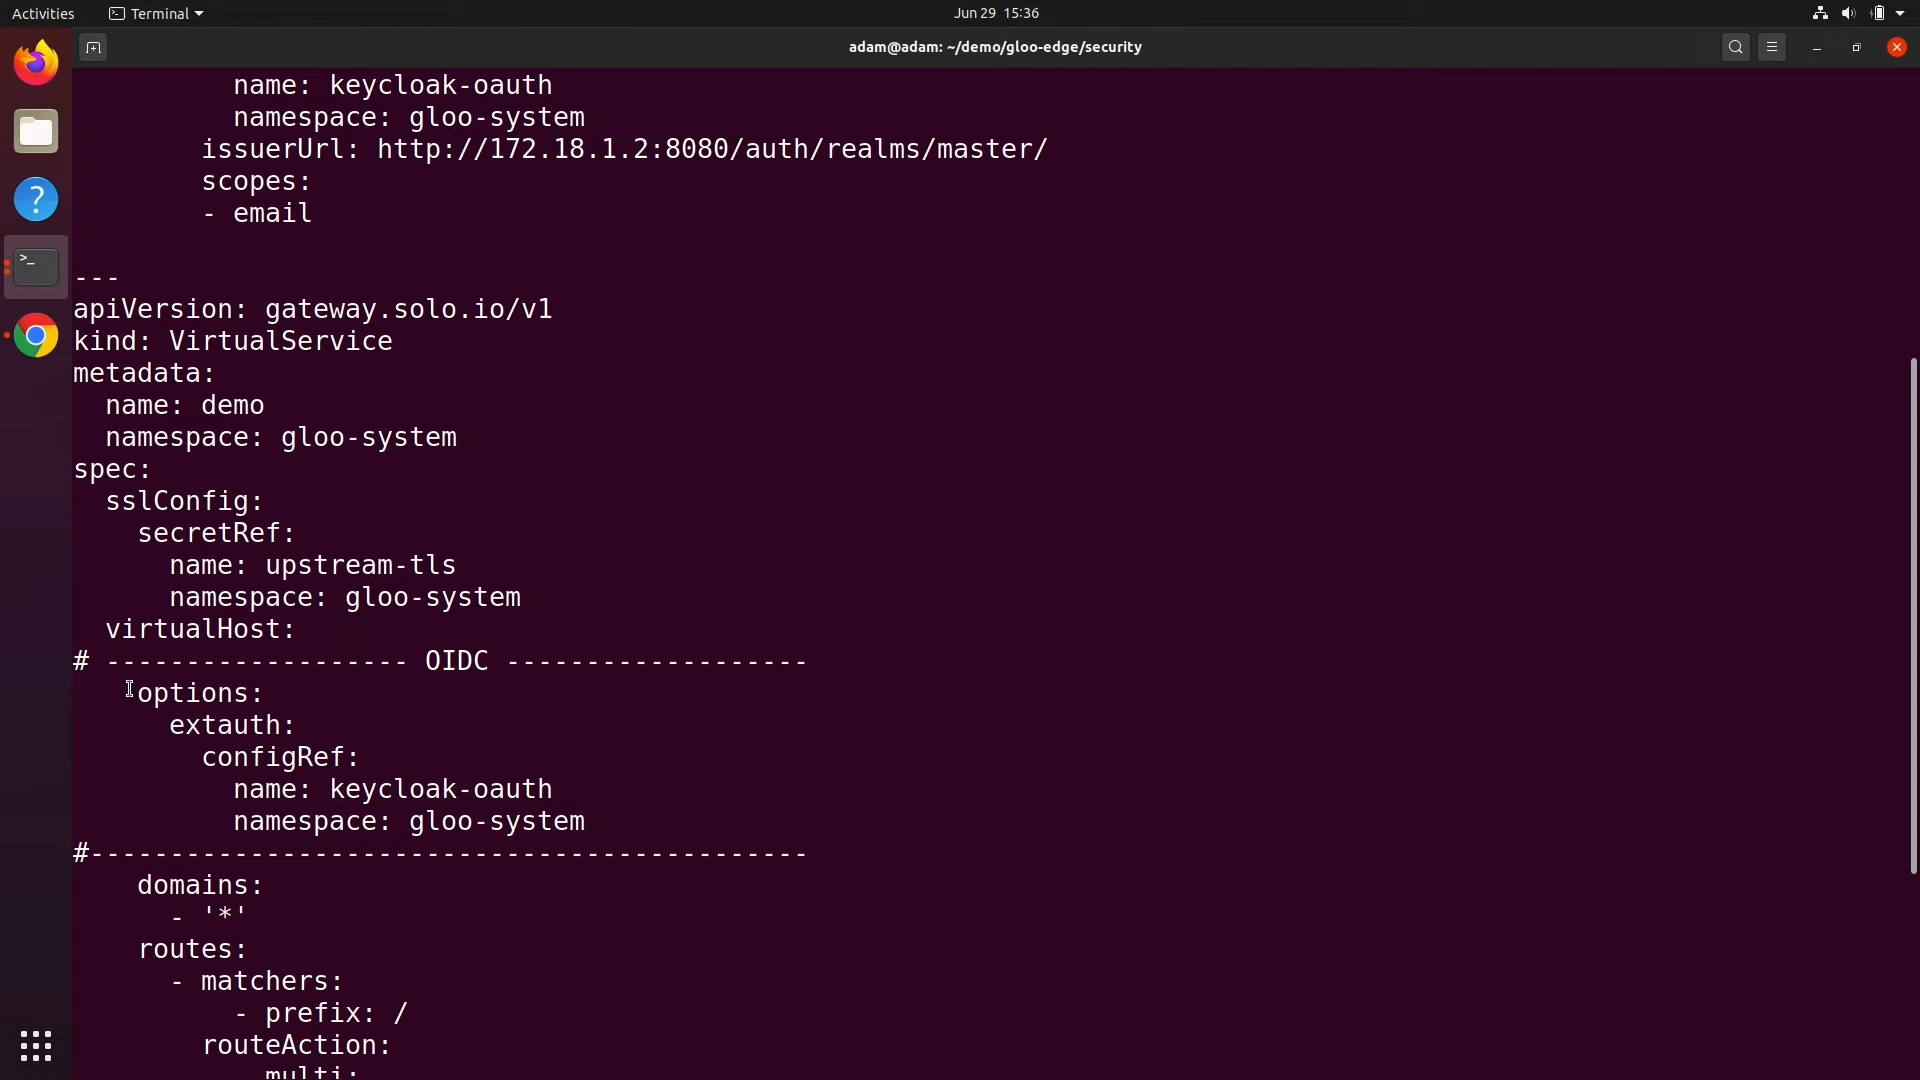 Activities
Terminal
Jun 29 15:36
adam@adam: ~/demo/gloo-edge/security
name: keycloak-oauth
namespace: gloo-system
issuerUrl: http://172.18.1.2:8080/auth/realms/master/
scopes:
- email
---
apiVersion: gateway.solo.io/v1
kind: VirtualService
metadata:
name: demo
namespace: gloo-system
spec:
sslConfig:
secretRef:
name: upstream-tls
namespace: gloo-system
virtualHost:
# ------------------- OIDC -------------------
options:
extauth:
configRef:
name: keycloak-oauth
namespace: gloo-system
#---------------------------------------------
domains:
- '*'
routes:
- matchers:
- prefix: /
routeAction:
multi: